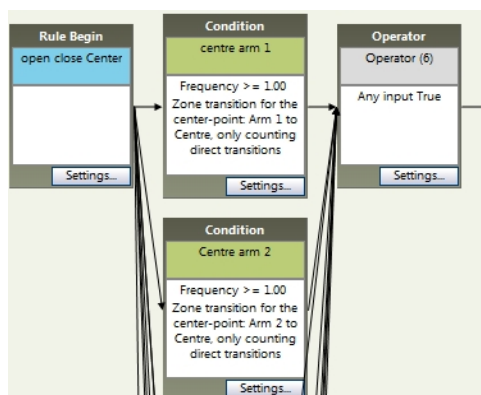 Rule Begin
open close Center
Settings...
Condition
centre arm 1
Frequency >= 1.00
Zone transition for the
center-point: Arm 1 to
Centre, only counting
direct transitions
Settings...
Operator
Operator (6)
Any input True
Settings...
Condition
Centre arm 2
Frequency >= 1.00
Zone transition for the
center-point: Arm 2 to
Centre, only counting
direct transitions
Settings...